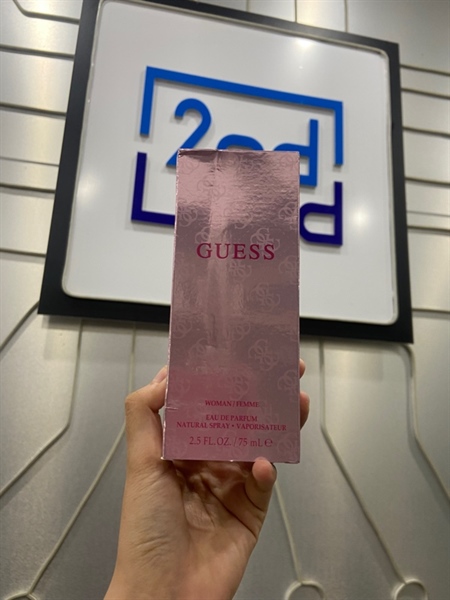 2nd
GUESS
WOMAN / FEMME
EAU DE PARFUM
NATURAL SPRAY • VAPORISATEUR
2.5 FL. OZ. / 75 mL ℮